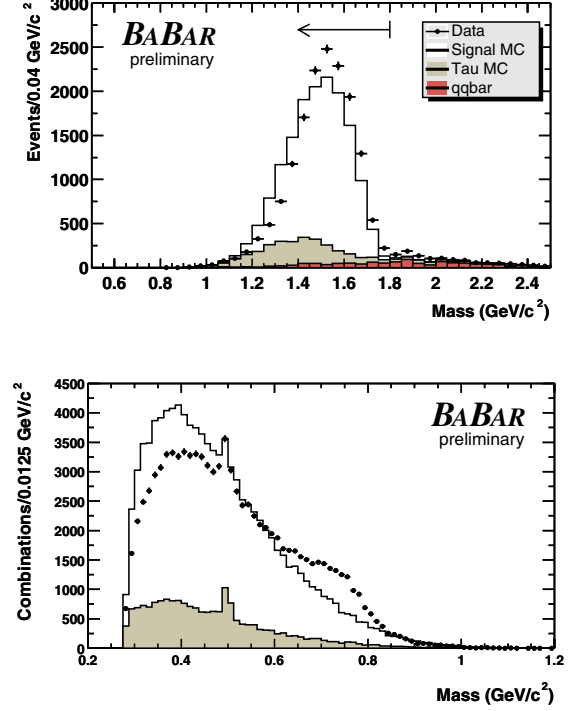 3000
2500
2000
1500
1000
500
0
Events/0.04 GeV/c²
BABAR
preliminary
Data
Signal MC
Tau MC
qqbar
0.6 0.8 1 1.2 1.4 1.6 1.8 2 2.2 2.4
Mass (GeV/c²)
4500
4000
3500
3000
2500
2000
1500
1000
500
0
Combinations/0.0125 GeV/c²
BABAR
preliminary
0.2 0.4 0.6 0.8 1 1.2
Mass (GeV/c²)